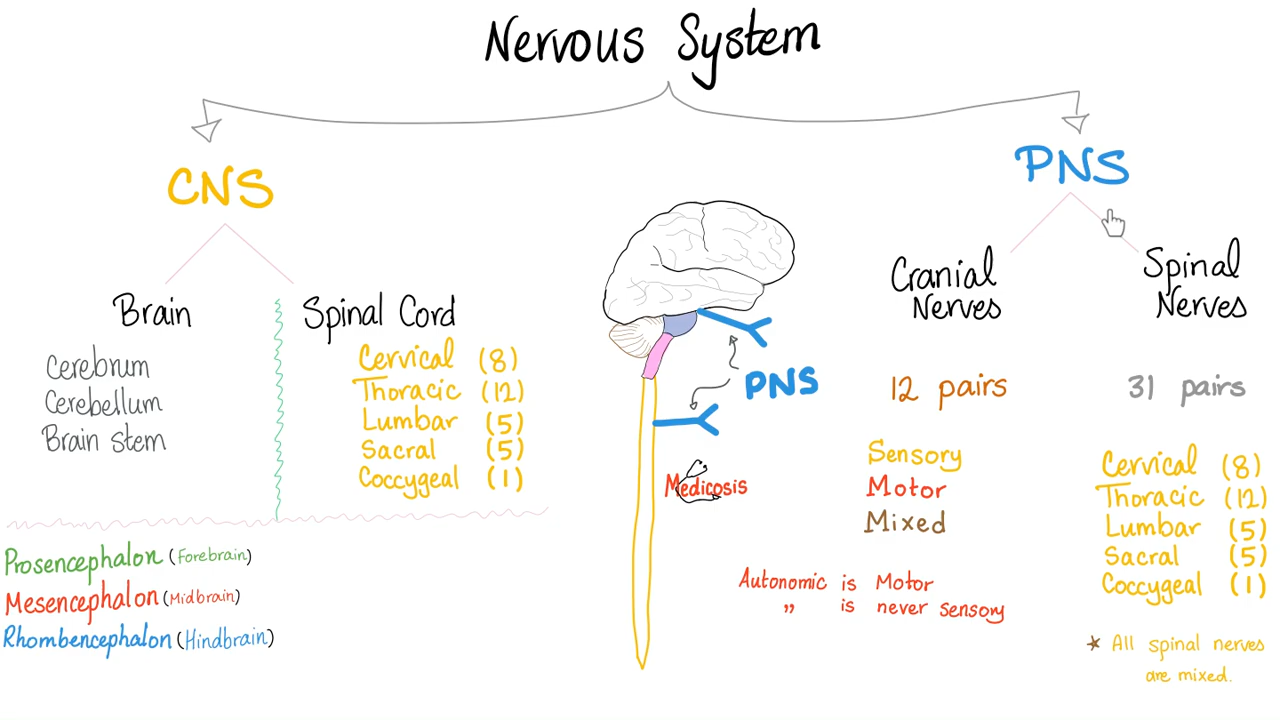 Nervous System
CNS
PNS
Brain
Cerebrum
Cerebellum
Brain stem
Spinal Cord
Cervical (8)
Thoracic (12)
Lumbar (5)
Sacral (5)
Coccygeal (1)
Prosencephalon (Forebrain)
Mesencephalon (Midbrain)
Rhombencephalon (Hindbrain)
PNS
Medicosis
Cranial
Nerves
12 pairs
Sensory
Motor
Mixed
Autonomic is Motor
" is never sensory
Spinal
Nerves
31 pairs
Cervical (8)
Thoracic (12)
Lumbar (5)
Sacral (5)
Coccygeal (1)
* All spinal nerves
are mixed.